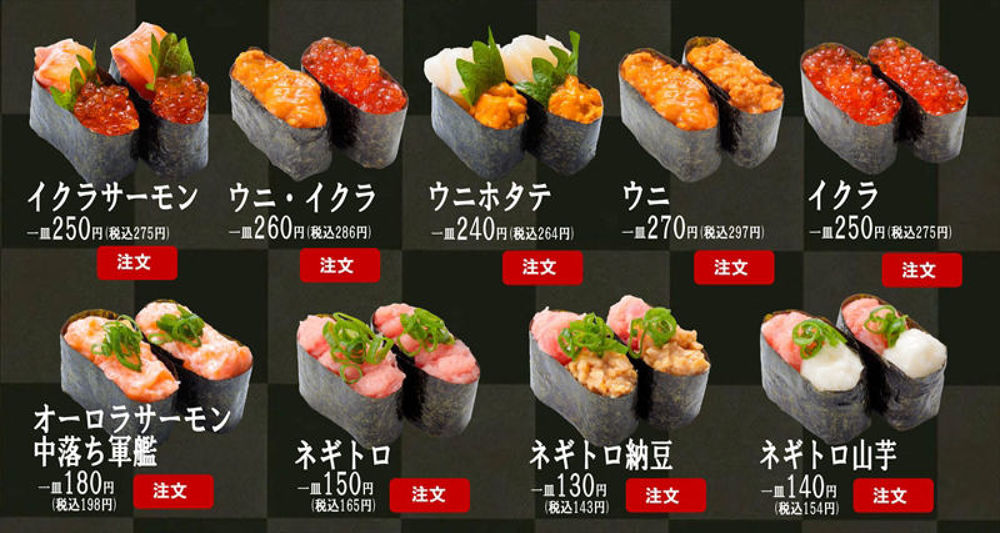 イクラサーモン
一皿250円(税込275円)
注文
ウニ・イクラ
一皿260円(税込286円)
注文
ウニホタテ
一皿240円(税込264円)
注文
ウニ
一皿270円(税込297円)
注文
イクラ
一皿250円(税込275円)
注文
オーロラサーモン
中落ち軍艦
一皿180円
(税込198円)
注文
ネギトロ
一皿150円
(税込165円)
注文
ネギトロ納豆
一皿130円
(税込143円)
注文
ネギトロ山芋
一皿140円
(税込154円)
注文